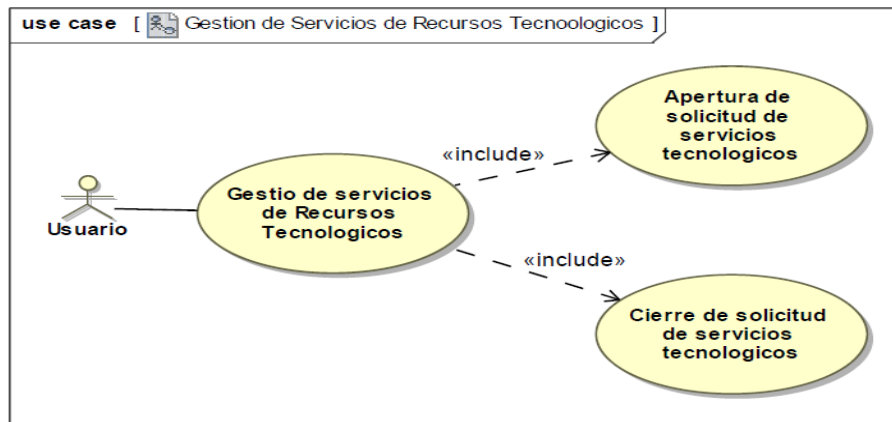 use case [ Gestion de Servicios de Recursos Tecnoologicos ]
Apertura de
solicitud de
servicios
tecnologicos
«include»
Gestio de servicios
de Recursos
Tecnologicos
Usuario
«include»
Cierre de solicitud
de servicios
tecnologicos